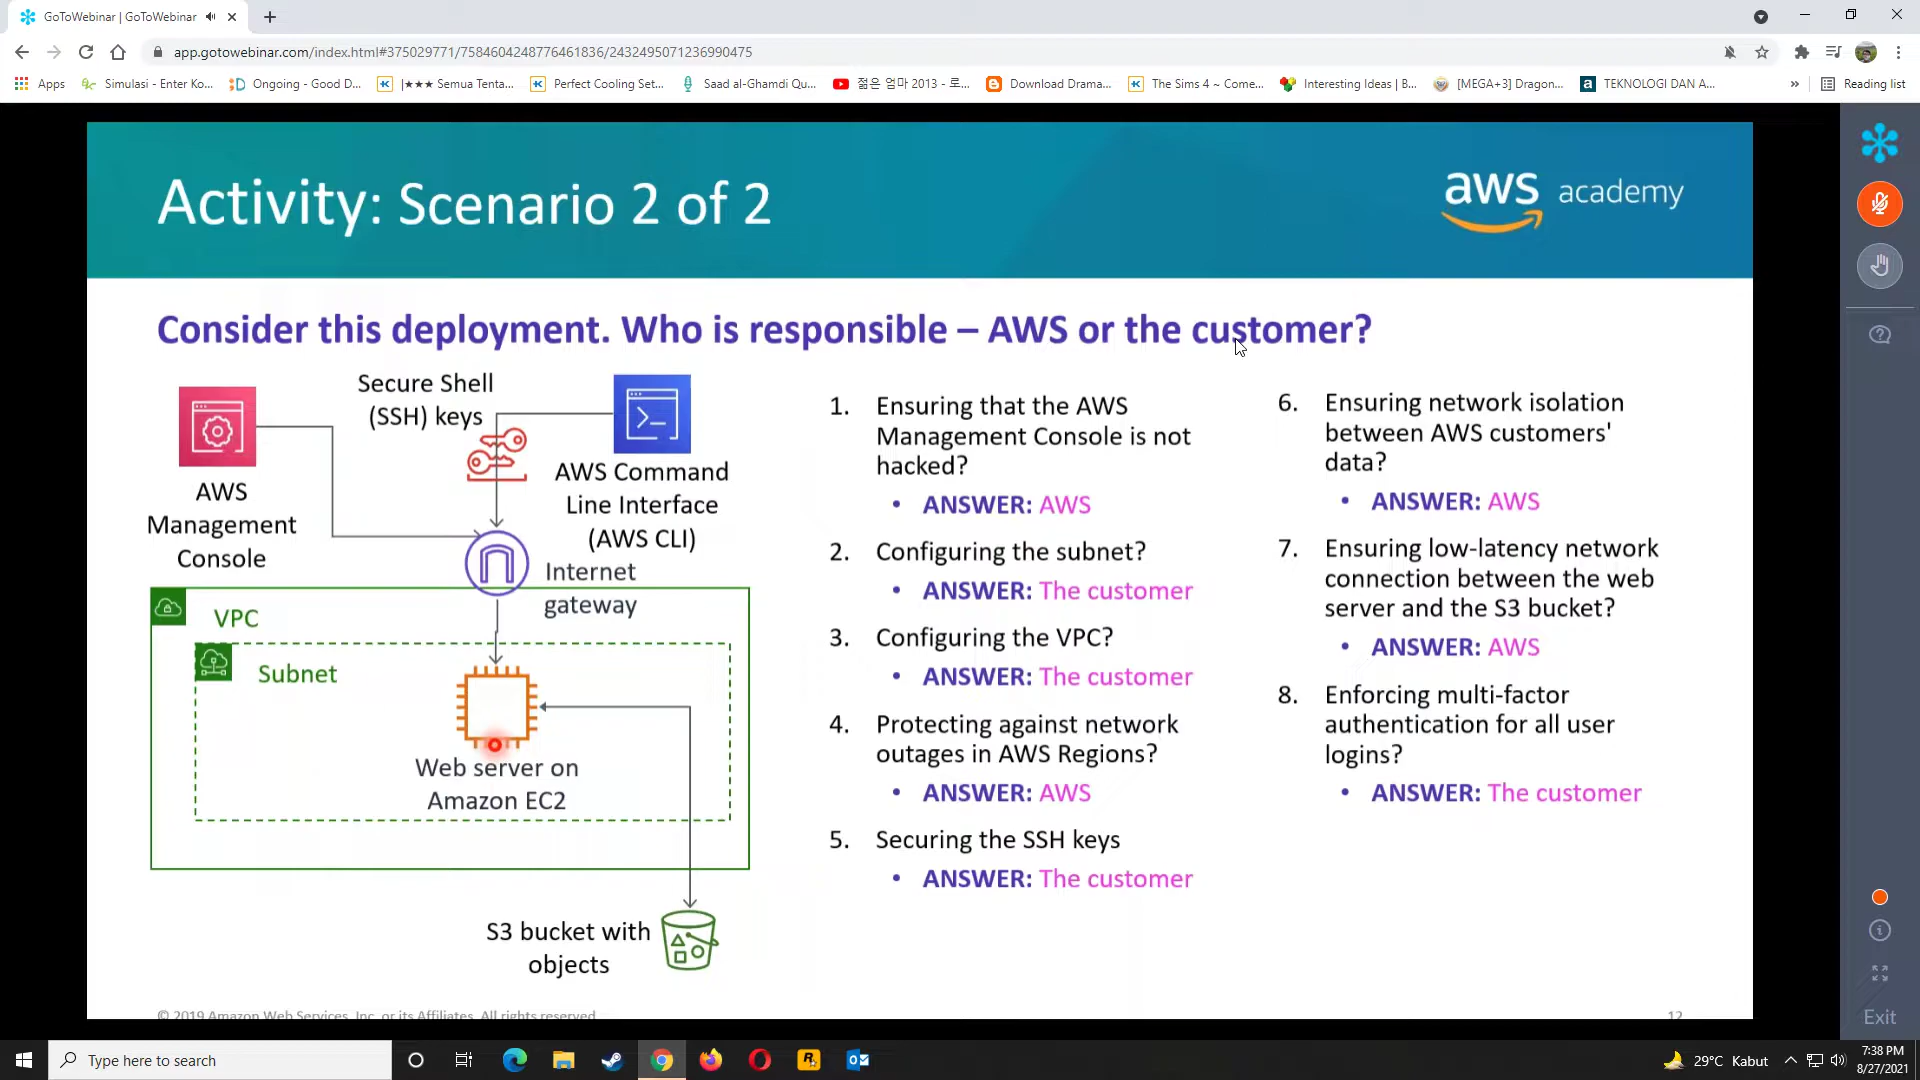 GoToWebinar | GoToWebinar
app.gotowebinar.com/index.html#375029771/7584604248776461836/2432495071236990475
Apps
Simulasi - Enter Ko...
Ongoing - Good D...
|★★★ Semua Tenta...
Perfect Cooling Set...
Saad al-Ghamdi Qu...
젊은 엄마 2013 - 로...
Download Drama...
The Sims 4 ~ Come...
Interesting Ideas | B...
[MEGA+3] Dragon...
TEKNOLOGI DAN A...
»
Reading list
Activity: Scenario 2 of 2
aws academy
Consider this deployment. Who is responsible – AWS or the customer?
Secure Shell
(SSH) keys
AWS
Management
Console
AWS Command
Line Interface
(AWS CLI)
Internet
gateway
VPC
Subnet
Web server on
Amazon EC2
S3 bucket with
objects
1. Ensuring that the AWS
Management Console is not
hacked?
• ANSWER: AWS
2. Configuring the subnet?
• ANSWER: The customer
3. Configuring the VPC?
• ANSWER: The customer
4. Protecting against network
outages in AWS Regions?
• ANSWER: AWS
5. Securing the SSH keys
• ANSWER: The customer
6. Ensuring network isolation
between AWS customers'
data?
• ANSWER: AWS
7. Ensuring low-latency network
connection between the web
server and the S3 bucket?
• ANSWER: AWS
8. Enforcing multi-factor
authentication for all user
logins?
• ANSWER: The customer
© 2019 Amazon Web Services, Inc. or its Affiliates. All rights reserved.
12
Exit
Type here to search
29°C Kabut
7:38 PM
8/27/2021